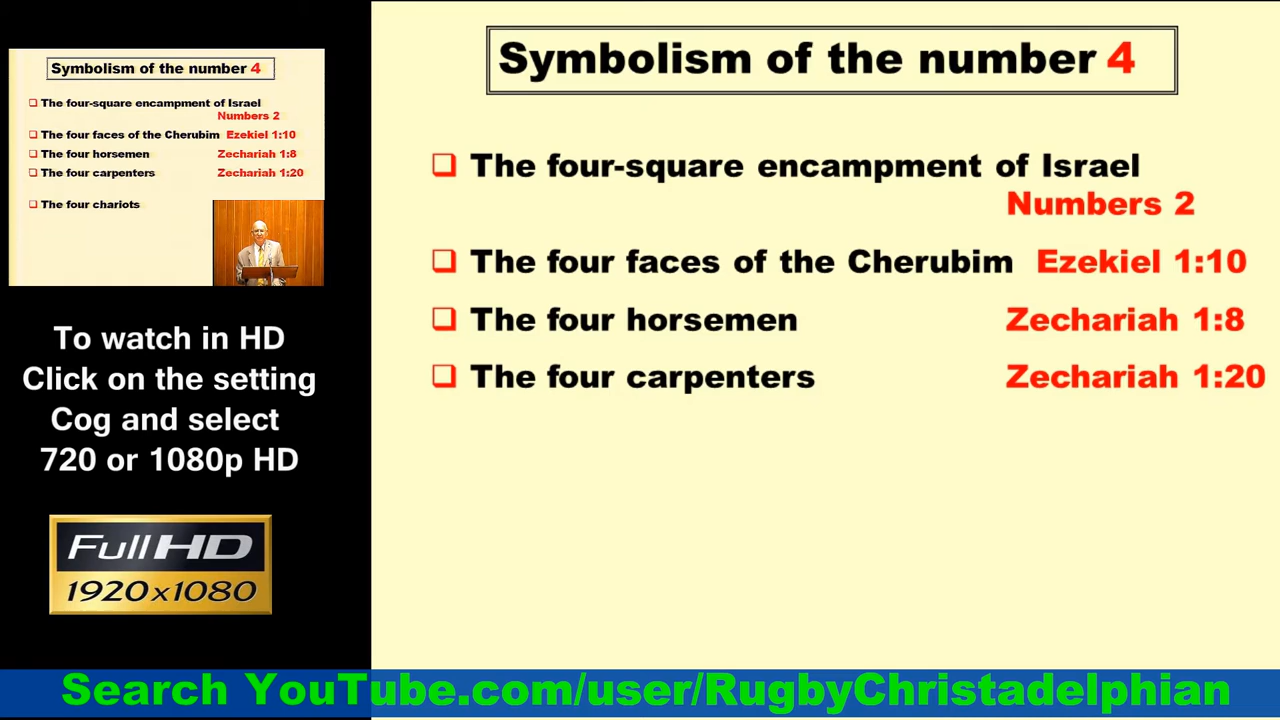 Symbolism of the number 4
The four-square encampment of Israel
Numbers 2
The four faces of the Cherubim Ezekiel 1:10
The four horsemen Zechariah 1:8
The four carpenters Zechariah 1:20
The four chariots
To watch in HD
Click on the setting
Cog and select
720 or 1080p HD
Full HD
1920x1080
Symbolism of the number 4
The four-square encampment of Israel
Numbers 2
The four faces of the Cherubim Ezekiel 1:10
The four horsemen Zechariah 1:8
The four carpenters Zechariah 1:20
Search YouTube.com/user/RugbyChristadelphian